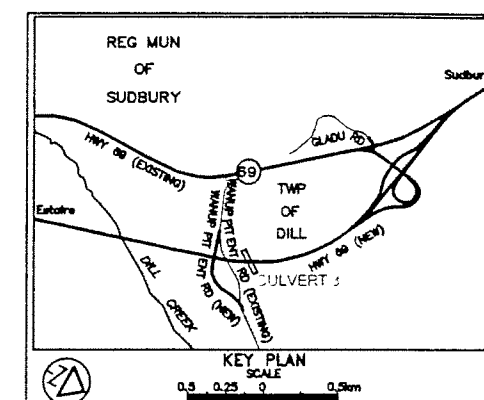 REG MUN
OF
SUDBURY
Sudbury
GLADU RD
HWY 69 (EXISTING)
69
TWP
OF
DILL
WANUP PIT ENT RD (EXISTING)
WANUP PIT ENT RD (NEW)
Estaire
HWY 69 (NEW)
DILL CREEK
CULVERT 3
KEY PLAN
SCALE
0.5 0.25 0 0.5km